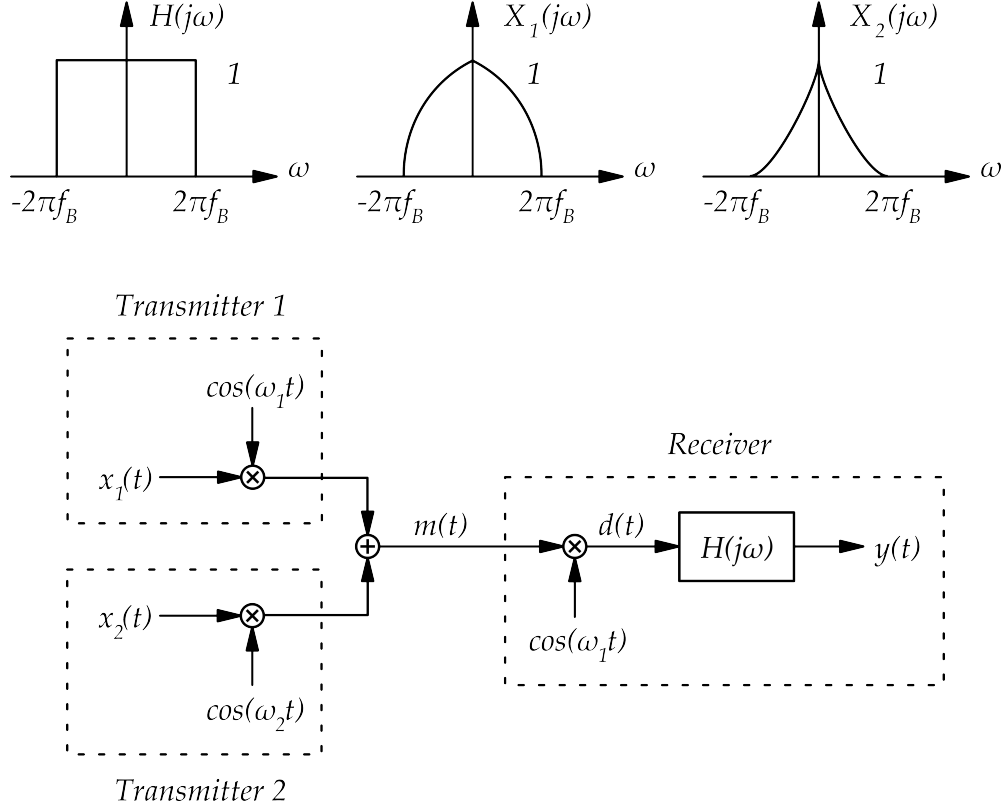 H(jω)
1
ω
-2πf_B
2πf_B
X_1(jω)
1
ω
-2πf_B
2πf_B
X_2(jω)
1
ω
-2πf_B
2πf_B
Transmitter 1
cos(ω_1t)
x_1(t)
×
Receiver
+
m(t)
×
d(t)
H(jω)
y(t)
cos(ω_1t)
x_2(t)
×
cos(ω_2t)
Transmitter 2